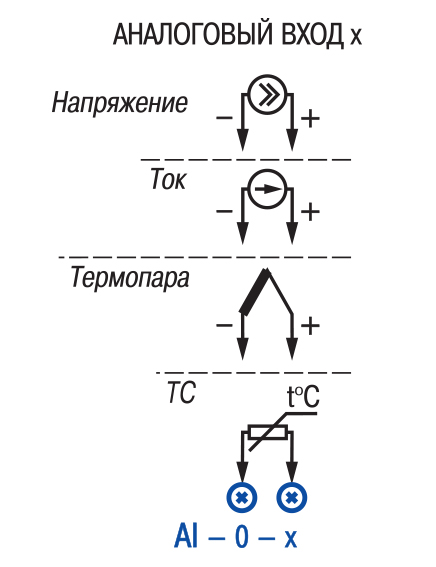 АНАЛОГОВЫЙ ВХОД x
Напряжение
− +
Ток
− +
Термопара
− +
ТС
t°C
AI – 0 – x